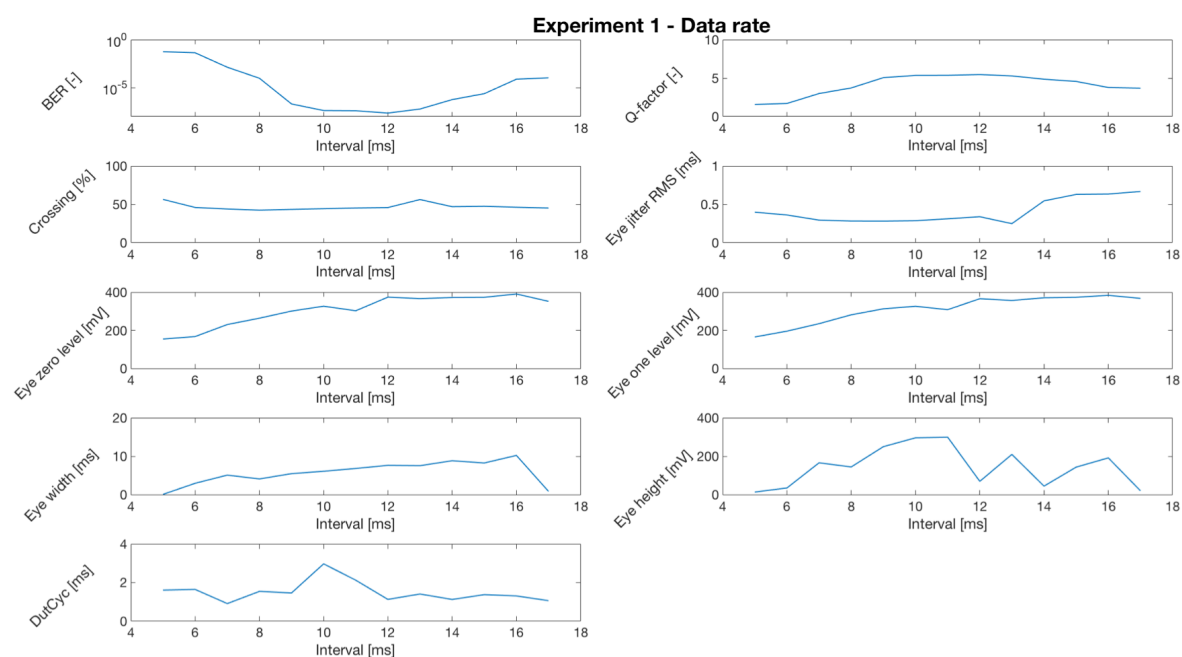 Experiment 1 - Data rate
BER [-]
10^0
10^-5
4 6 8 10 12 14 16 18
Interval [ms]
Q-factor [-]
10
5
0
4 6 8 10 12 14 16 18
Interval [ms]
Crossing [%]
100
50
0
4 6 8 10 12 14 16 18
Interval [ms]
Eye jitter RMS [ms]
1
0.5
0
4 6 8 10 12 14 16 18
Interval [ms]
Eye zero level [mV]
400
200
0
4 6 8 10 12 14 16 18
Interval [ms]
Eye one level [mV]
400
200
0
4 6 8 10 12 14 16 18
Interval [ms]
Eye width [ms]
20
10
0
4 6 8 10 12 14 16 18
Interval [ms]
Eye height [mV]
400
200
0
4 6 8 10 12 14 16 18
Interval [ms]
DutCyc [ms]
4
2
0
4 6 8 10 12 14 16 18
Interval [ms]